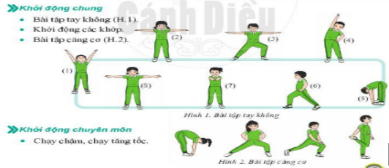 Cánh Diều
Khởi động chung
• Bài tập tay không (H.1).
• Khởi động các khớp.
• Bài tập căng cơ (H.2).
(1)
(2)
(3)
(4)
(8)
(7)
(6)
(5)
Hình 1. Bài tập tay không
Khởi động chuyên môn
• Chạy chậm, chạy tăng tốc.
Hình 2. Bài tập căng cơ